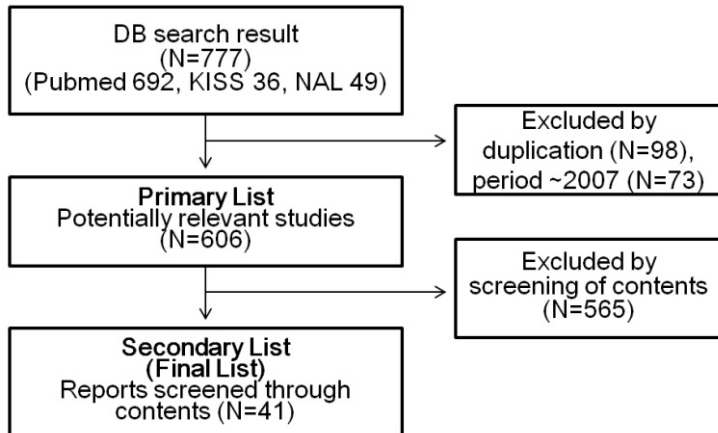 DB search result
(N=777)
(Pubmed 692, KISS 36, NAL 49)
Excluded by
duplication (N=98),
period ~2007 (N=73)
Primary List
Potentially relevant studies
(N=606)
Excluded by
screening of contents
(N=565)
Secondary List
(Final List)
Reports screened through
contents (N=41)